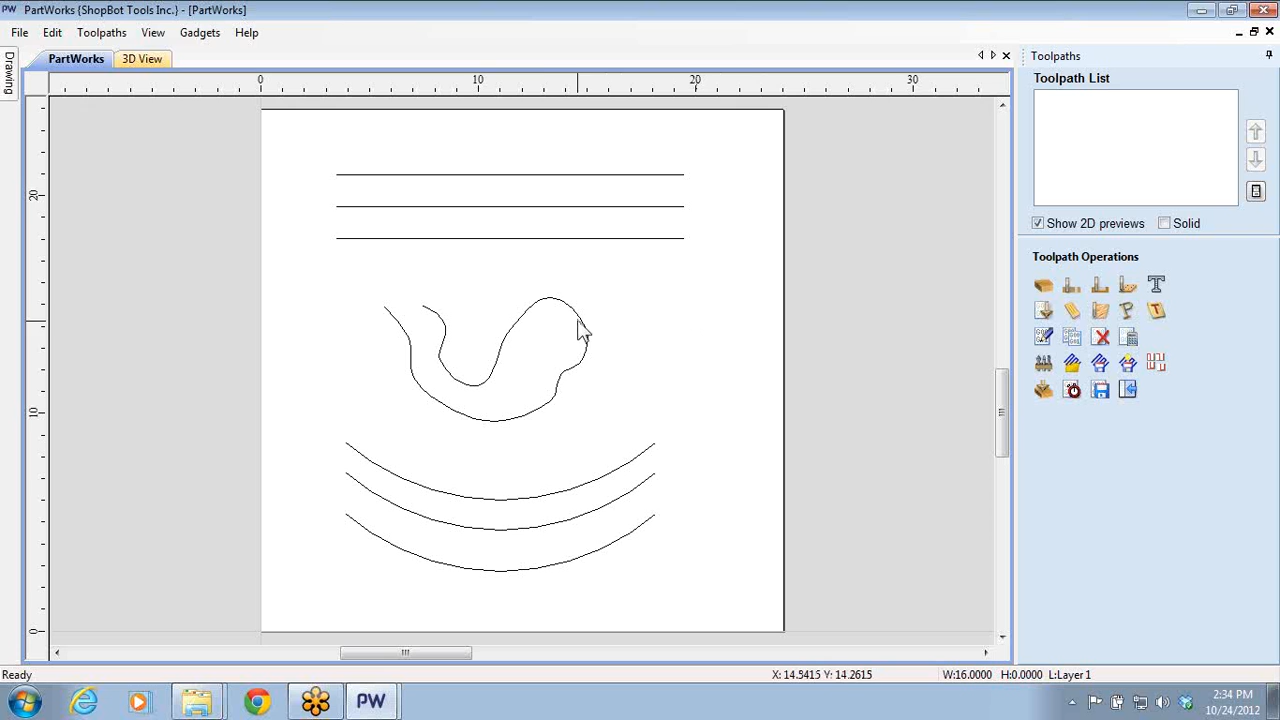 PW PartWorks {ShopBot Tools Inc.} - [PartWorks]
File Edit Toolpaths View Gadgets Help
Drawing
PartWorks 3D View
Toolpaths
Toolpath List
0 10 20 30
20
10
0
Show 2D previews Solid
Toolpath Operations
Ready
X: 14.5415 Y: 14.2615
W:16.0000 H:0.0000 L:Layer 1
PW
2:34 PM
10/24/2012